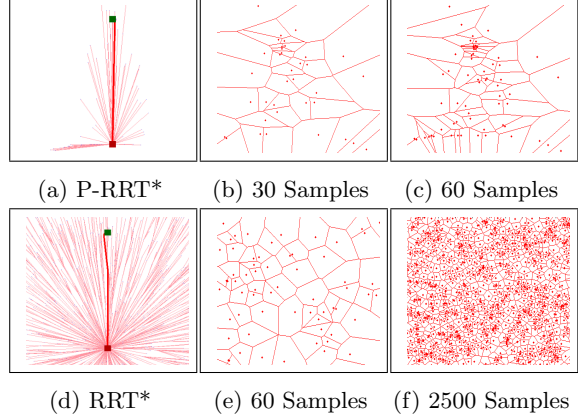 (a) P-RRT*
(b) 30 Samples
(c) 60 Samples
(d) RRT*
(e) 60 Samples
(f) 2500 Samples